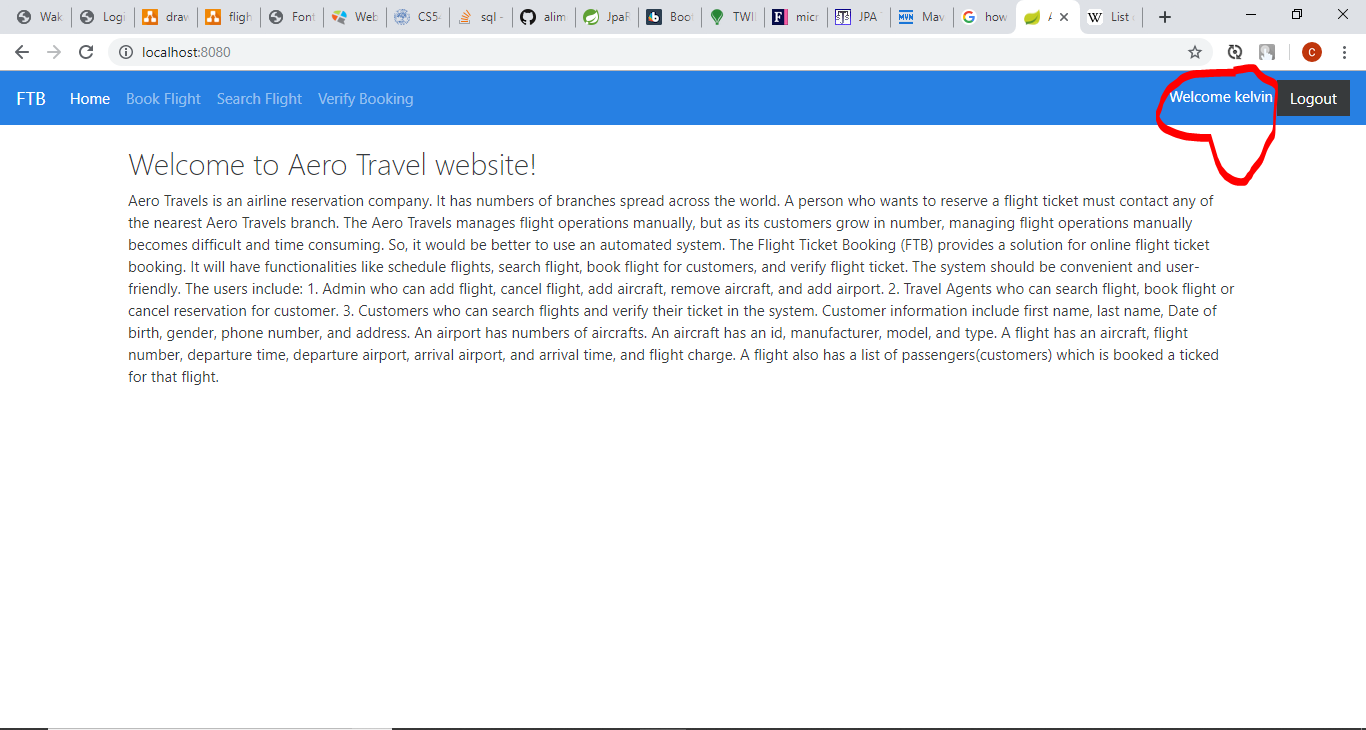 Wak Logi draw fligh Font Web CS5 sql - alim JpaR Boo TWI micr JPA Mav how List
localhost:8080 C
FTB Home Book Flight Search Flight Verify Booking Welcome kelvin Logout
Welcome to Aero Travel website!
Aero Travels is an airline reservation company. It has numbers of branches spread across the world. A person who wants to reserve a flight ticket must contact any of
the nearest Aero Travels branch. The Aero Travels manages flight operations manually, but as its customers grow in number, managing flight operations manually
becomes difficult and time consuming. So, it would be better to use an automated system. The Flight Ticket Booking (FTB) provides a solution for online flight ticket
booking. It will have functionalities like schedule flights, search flight, book flight for customers, and verify flight ticket. The system should be convenient and user-
friendly. The users include: 1. Admin who can add flight, cancel flight, add aircraft, remove aircraft, and add airport. 2. Travel Agents who can search flight, book flight or
cancel reservation for customer. 3. Customers who can search flights and verify their ticket in the system. Customer information include first name, last name, Date of
birth, gender, phone number, and address. An airport has numbers of aircrafts. An aircraft has an id, manufacturer, model, and type. A flight has an aircraft, flight
number, departure time, departure airport, arrival airport, and arrival time, and flight charge. A flight also has a list of passengers(customers) which is booked a ticked
for that flight.